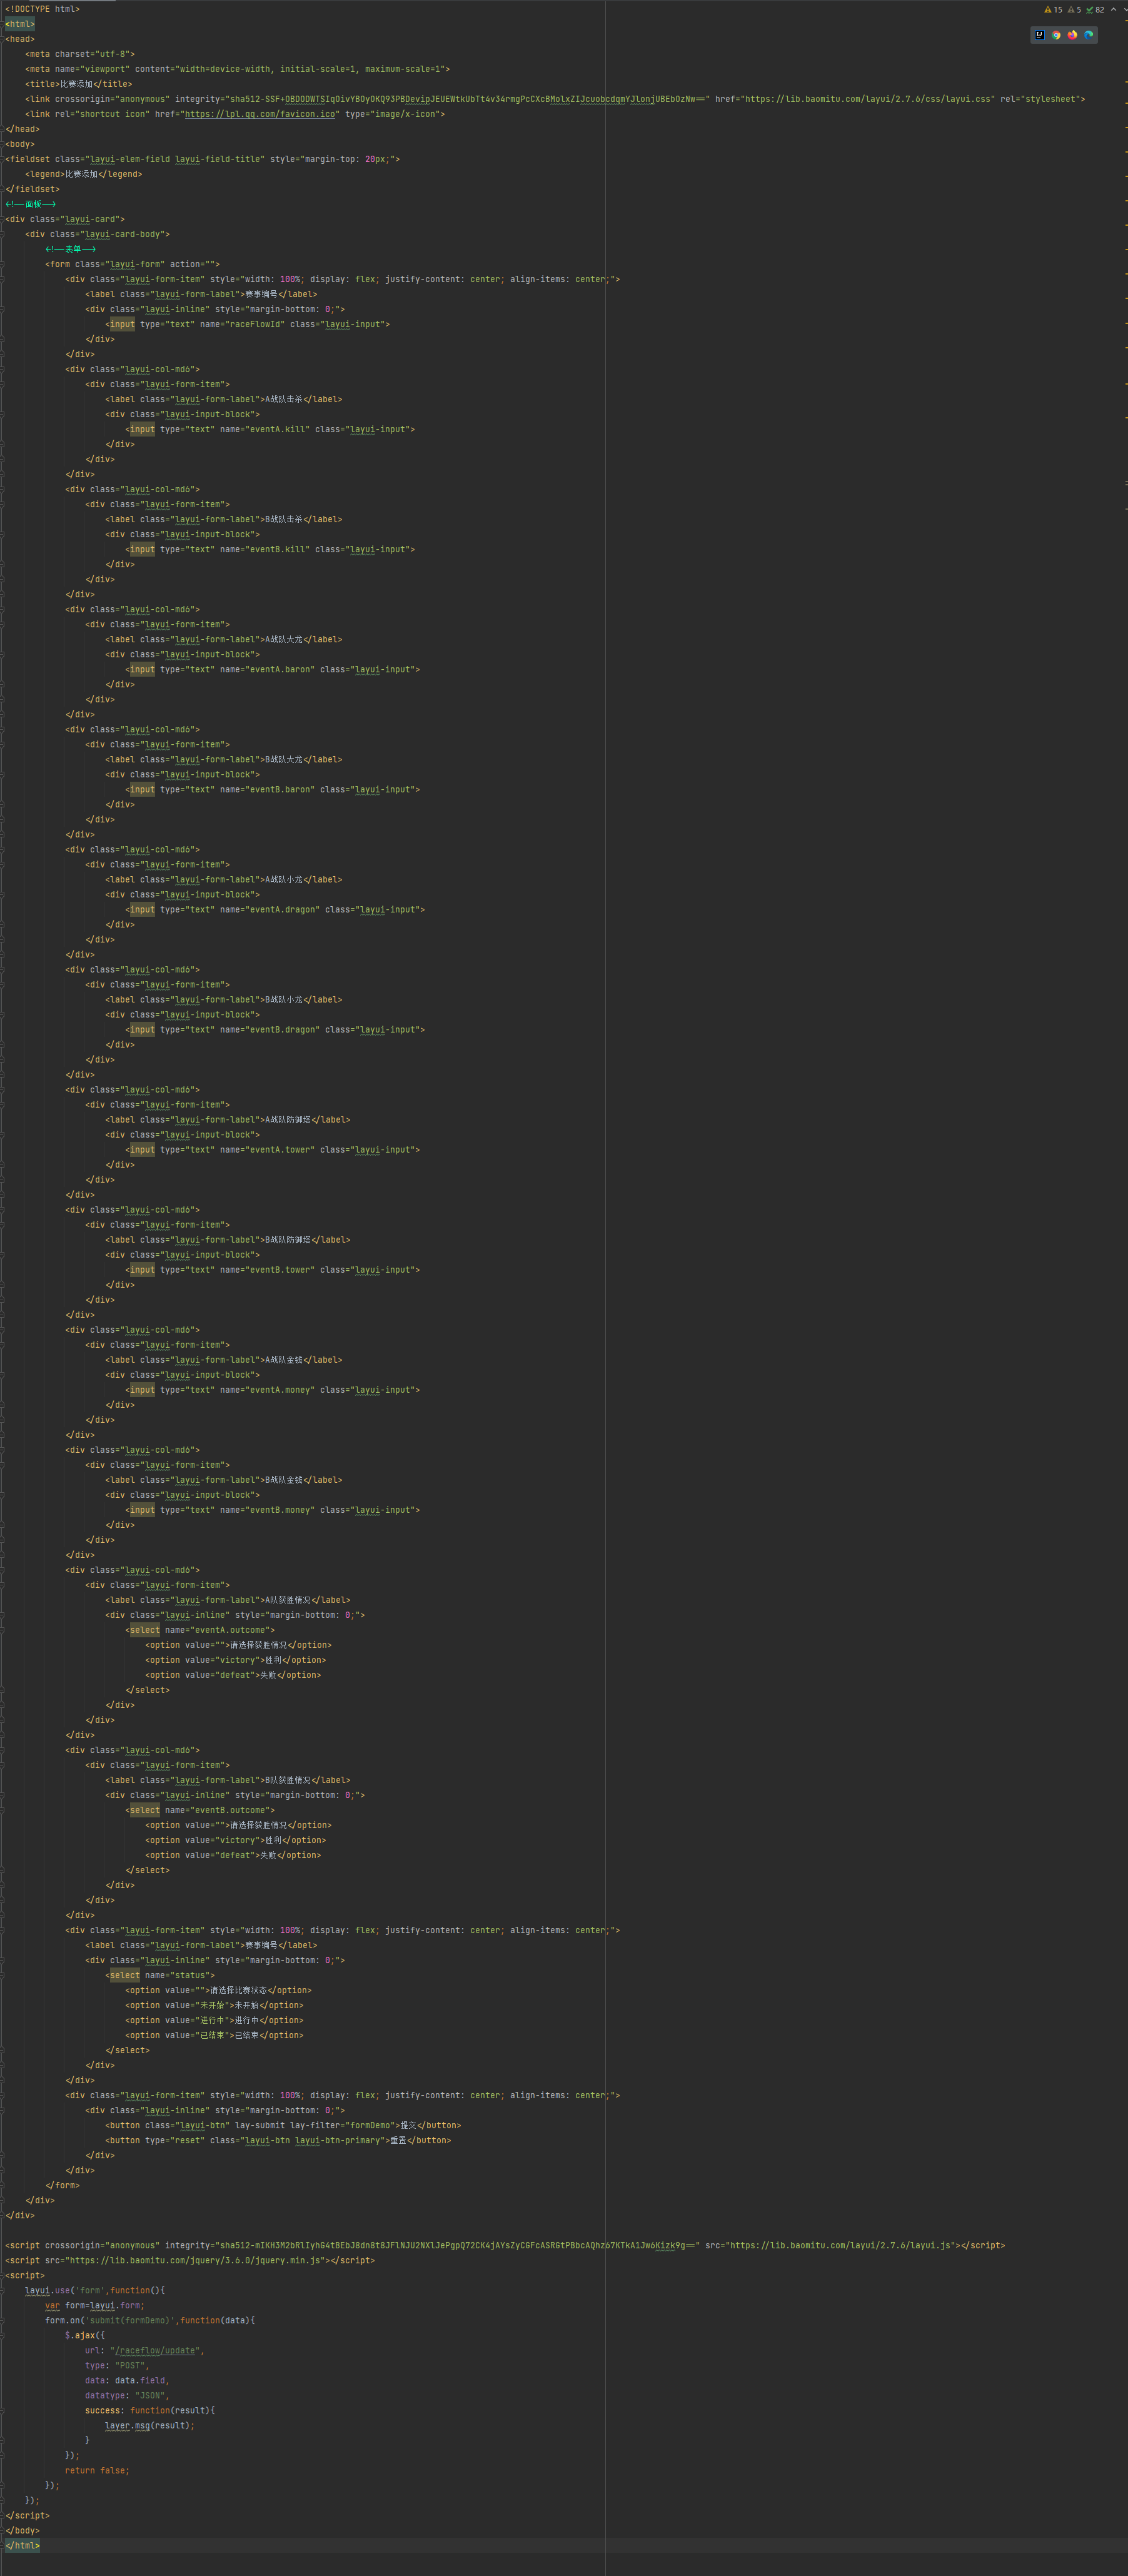 <!DOCTYPE html>
15 5 82
<html>
<head>
<meta charset="utf-8">
<meta name="viewport" content="width=device-width, initial-scale=1, maximum-scale=1">
<title>比赛添加</title>
<link crossorigin="anonymous" href="https://lib.baomitu.com/layui/2.7.6/css/layui.css" rel="stylesheet">
<link rel="shortcut icon" href="https://lpl.qq.com/favicon.ico" type="image/x-icon">
</head>
<body>
<fieldset class="layui-elem-field layui-field-title" style="margin-top: 20px;">
<legend>比赛添加</legend>
</fieldset>
<!--面板-->
<div class="layui-card">
<div class="layui-card-body">
<!--表单-->
<form class="layui-form" action="">
<div class="layui-form-item" style="width: 100%; display: flex; justify-content: center; align-items: center;">
<label class="layui-form-label">赛事编号</label>
<div class="layui-inline" style="margin-bottom: 0;">
<input type="text" name="raceFlowId" class="layui-input">
</div>
</div>
<div class="layui-col-md6">
<div class="layui-form-item">
<label class="layui-form-label">A战队击杀</label>
<div class="layui-input-block">
<input type="text" name="eventA.kill" class="layui-input">
</div>
</div>
</div>
<div class="layui-col-md6">
<div class="layui-form-item">
<label class="layui-form-label">B战队击杀</label>
<div class="layui-input-block">
<input type="text" name="eventB.kill" class="layui-input">
</div>
</div>
</div>
<div class="layui-col-md6">
<div class="layui-form-item">
<label class="layui-form-label">A战队大龙</label>
<div class="layui-input-block">
<input type="text" name="eventA.baron" class="layui-input">
</div>
</div>
</div>
<div class="layui-col-md6">
<div class="layui-form-item">
<label class="layui-form-label">B战队大龙</label>
<div class="layui-input-block">
<input type="text" name="eventB.baron" class="layui-input">
</div>
</div>
</div>
<div class="layui-col-md6">
<div class="layui-form-item">
<label class="layui-form-label">A战队小龙</label>
<div class="layui-input-block">
<input type="text" name="eventA.dragon" class="layui-input">
</div>
</div>
</div>
<div class="layui-col-md6">
<div class="layui-form-item">
<label class="layui-form-label">B战队小龙</label>
<div class="layui-input-block">
<input type="text" name="eventB.dragon" class="layui-input">
</div>
</div>
</div>
<div class="layui-col-md6">
<div class="layui-form-item">
<label class="layui-form-label">A战队防御塔</label>
<div class="layui-input-block">
<input type="text" name="eventA.tower" class="layui-input">
</div>
</div>
</div>
<div class="layui-col-md6">
<div class="layui-form-item">
<label class="layui-form-label">B战队防御塔</label>
<div class="layui-input-block">
<input type="text" name="eventB.tower" class="layui-input">
</div>
</div>
</div>
<div class="layui-col-md6">
<div class="layui-form-item">
<label class="layui-form-label">A战队金钱</label>
<div class="layui-input-block">
<input type="text" name="eventA.money" class="layui-input">
</div>
</div>
</div>
<div class="layui-col-md6">
<div class="layui-form-item">
<label class="layui-form-label">B战队金钱</label>
<div class="layui-input-block">
<input type="text" name="eventB.money" class="layui-input">
</div>
</div>
</div>
<div class="layui-col-md6">
<div class="layui-form-item">
<label class="layui-form-label">A队获胜情况</label>
<div class="layui-inline" style="margin-bottom: 0;">
<select name="eventA.outcome">
<option value="">请选择获胜情况</option>
<option value="victory">胜利</option>
<option value="defeat">失败</option>
</select>
</div>
</div>
</div>
<div class="layui-col-md6">
<div class="layui-form-item">
<label class="layui-form-label">B队获胜情况</label>
<div class="layui-inline" style="margin-bottom: 0;">
<select name="eventB.outcome">
<option value="">请选择获胜情况</option>
<option value="victory">胜利</option>
<option value="defeat">失败</option>
</select>
</div>
</div>
</div>
<div class="layui-form-item" style="width: 100%; display: flex; justify-content: center; align-items: center;">
<label class="layui-form-label">赛事编号</label>
<div class="layui-inline" style="margin-bottom: 0;">
<select name="status">
<option value="">请选择比赛状态</option>
<option value="未开始">未开始</option>
<option value="进行中">进行中</option>
<option value="已结束">已结束</option>
</select>
</div>
</div>
<div class="layui-form-item" style="width: 100%; display: flex; justify-content: center; align-items: center;">
<div class="layui-inline" style="margin-bottom: 0;">
<button class="layui-btn" lay-submit lay-filter="formDemo">提交</button>
<button type="reset" class="layui-btn layui-btn-primary">重置</button>
</div>
</div>
</form>
</div>
</div>
<script crossorigin="anonymous" src="https://lib.baomitu.com/layui/2.7.6/layui.js"></script>
<script src="https://lib.baomitu.com/jquery/3.6.0/jquery.min.js"></script>
<script>
layui.use('form',function(){
var form=layui.form;
form.on('submit(formDemo)',function(data){
$.ajax({
url: "/raceflow/update",
type: "POST",
data: data.field,
datatype: "JSON",
success: function(result){
layer.msg(result);
}
});
return false;
});
});
</script>
</body>
</html>